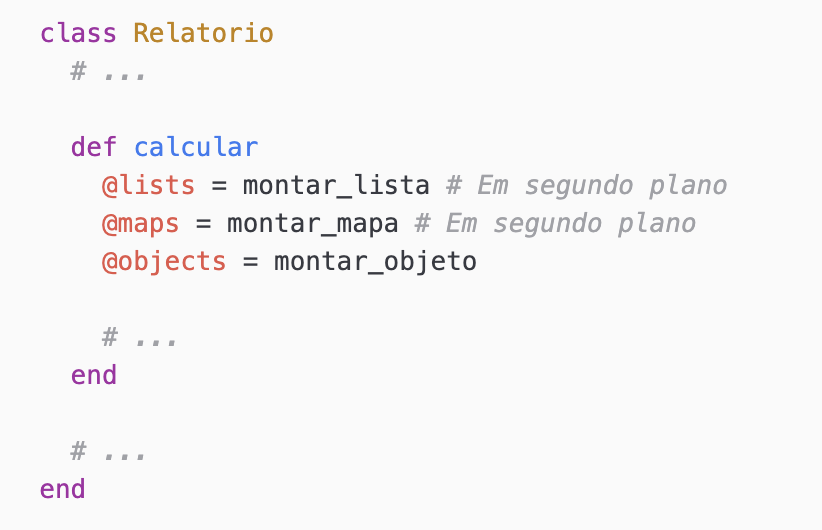 class Relatorio
# ...
def calcular
@lists = montar_lista # Em segundo plano
@maps = montar_mapa # Em segundo plano
@objects = montar_objeto
# ...
end
# ...
end